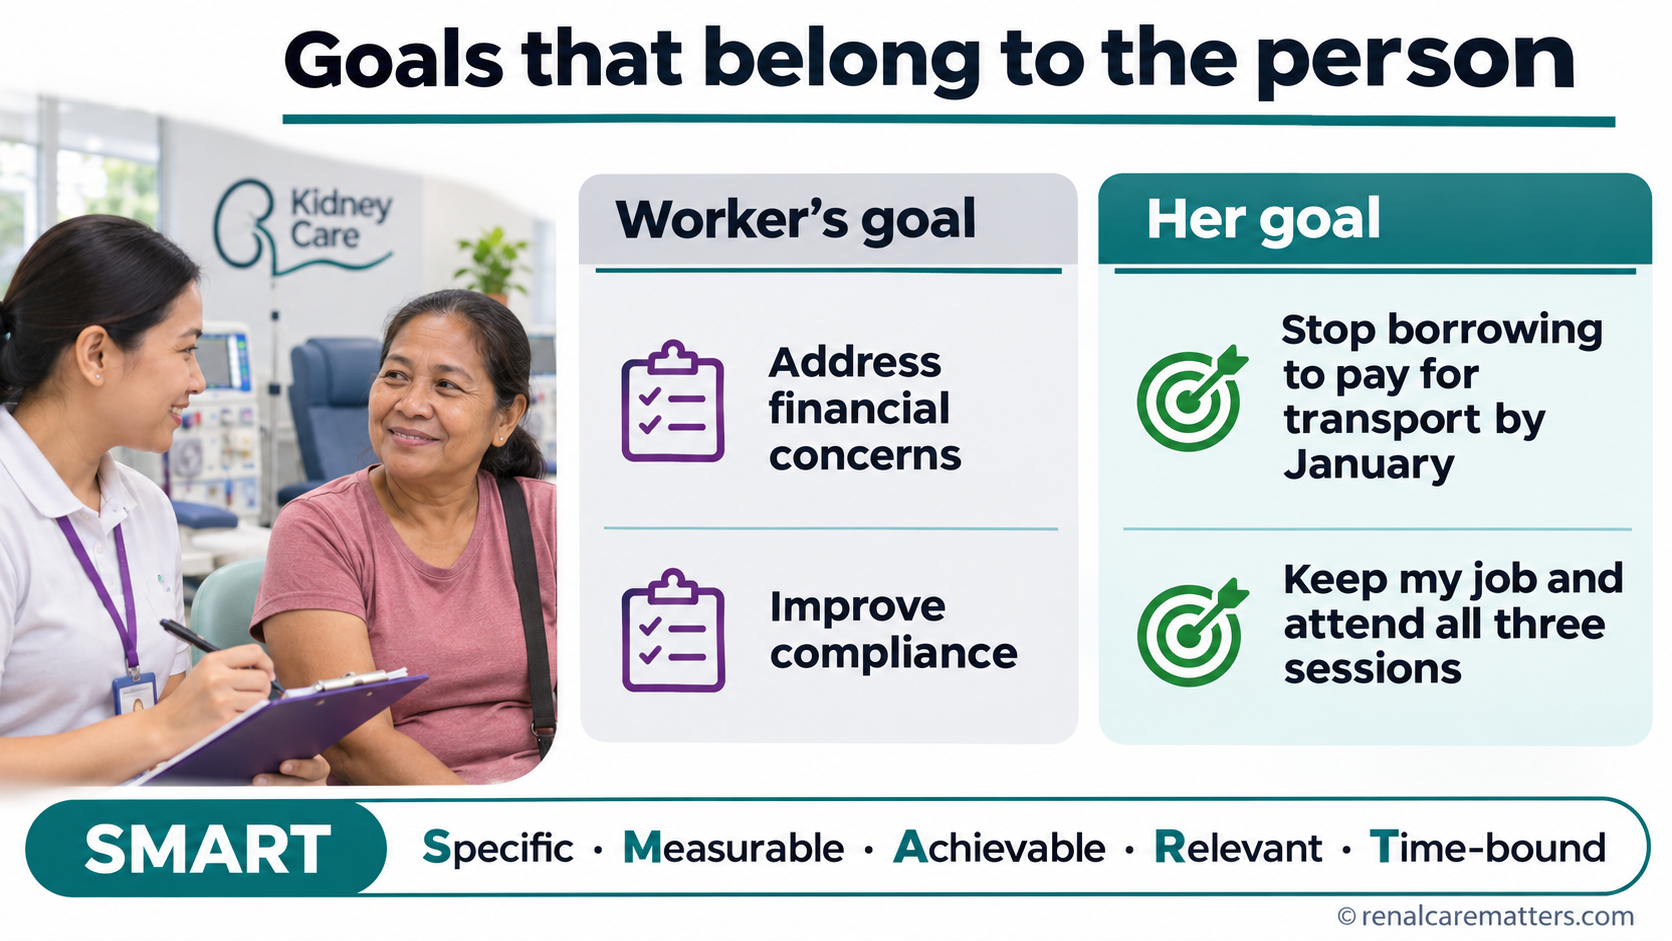 Goals that belong to the person
Kidney
Care
Worker's goal
Address
financial
concerns
Improve
compliance
Her goal
Stop borrowing
to pay for
transport by
January
Keep my job and
attend all three
sessions
SMART
Specific · Measurable · Achievable · Relevant · Time-bound
© renalcarematters.com